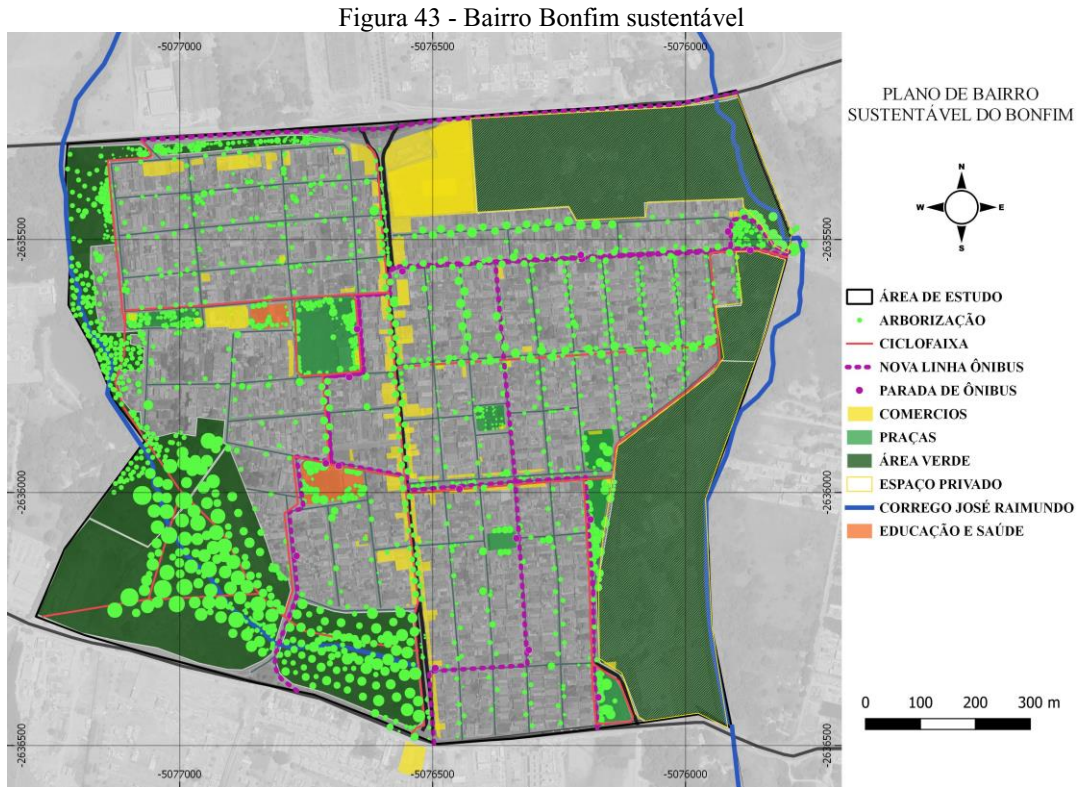 Figura 43 - Bairro Bonfim sustentável
-5077000
-5076500
-5076000
-2635500
-2635500
-2636000
-2636000
-2636500
-2636500
-5077000
-5076500
-5076000
PLANO DE BAIRRO
SUSTENTÁVEL DO BONFIM
N
W
E
S
ÁREA DE ESTUDO
ARBORIZAÇÃO
CICLOFAIXA
NOVA LINHA ÔNIBUS
PARADA DE ÔNIBUS
COMERCIOS
PRAÇAS
ÁREA VERDE
ESPAÇO PRIVADO
CORREGO JOSÉ RAIMUNDO
EDUCAÇÃO E SAÚDE
0 100 200 300 m